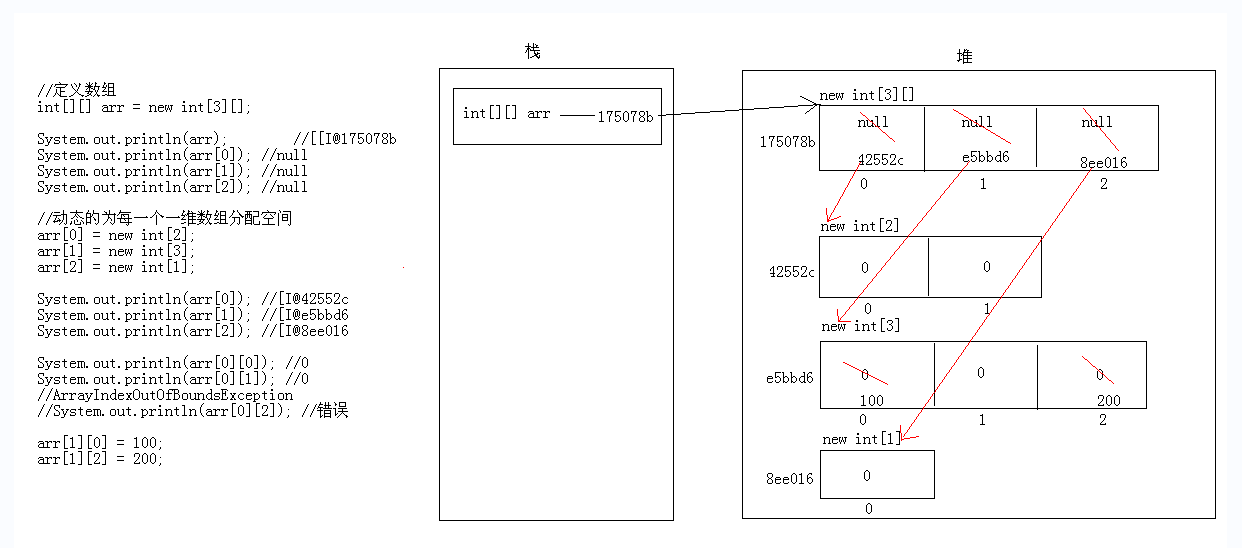 //定义数组
int[][] arr = new int[3][];
System.out.println(arr); //[[I@175078b
System.out.println(arr[0]); //null
System.out.println(arr[1]); //null
System.out.println(arr[2]); //null
//动态的为每一个一维数组分配空间
arr[0] = new int[2];
arr[1] = new int[3];
arr[2] = new int[1];
System.out.println(arr[0]); //[I@42552c
System.out.println(arr[1]); //[I@e5bbd6
System.out.println(arr[2]); //[I@8ee016
System.out.println(arr[0][0]); //0
System.out.println(arr[0][1]); //0
//ArrayIndexOutOfBoundsException
//System.out.println(arr[0][2]); //错误
arr[1][0] = 100;
arr[1][2] = 200;
栈
int[][] arr 175078b
堆
new int[3][]
null null null
175078b
42552c e5bbd6 8ee016
0 1 2
new int[2]
42552c 0 0
0 1
new int[3]
e5bbd6 0 0 0
100 200
0 1 2
new int[1]
8ee016 0
0